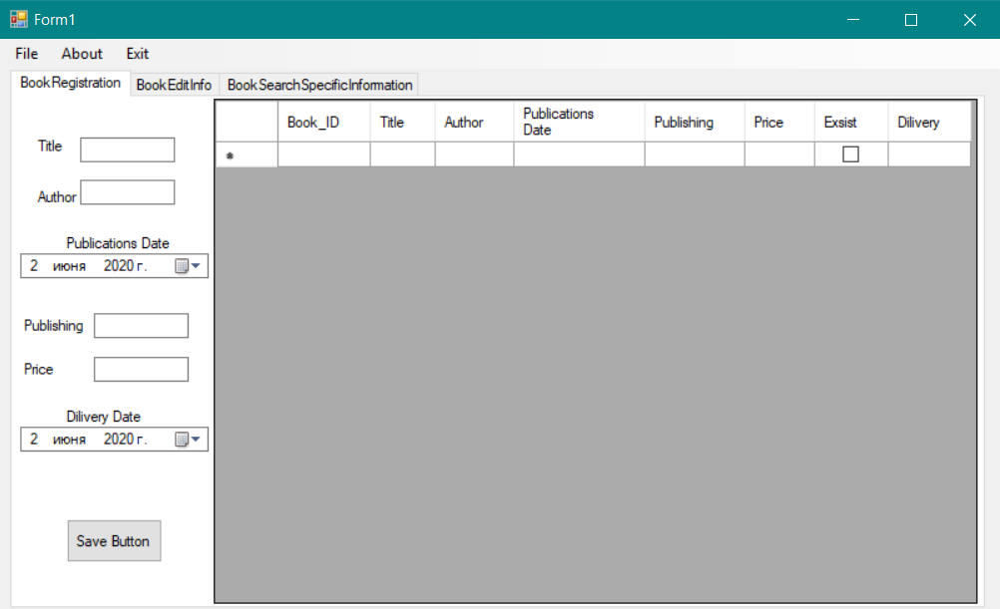 Form1
File About Exit
BookRegistration BookEditInfo BookSearchSpecificInformation
Book_ID Title Author Publications Date Publishing Price Exsist Dilivery
*
Title
Author
Publications Date
2 июня 2020 г.
Publishing
Price
Dilivery Date
2 июня 2020 г.
Save Button